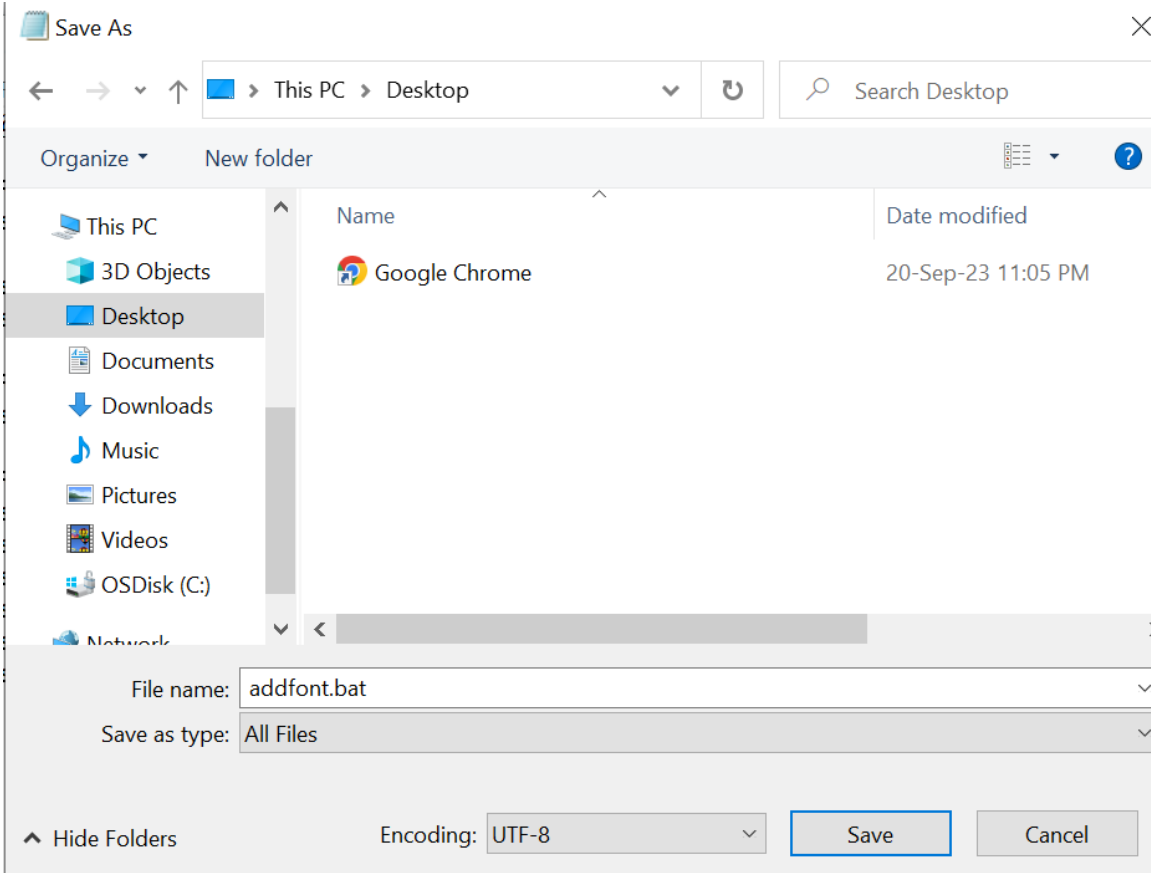 Save As
This PC > Desktop
Search Desktop
Organize
New folder
Name
Date modified
This PC
3D Objects
Desktop
Documents
Downloads
Music
Pictures
Videos
OSDisk (C:)
Network
Google Chrome
20-Sep-23 11:05 PM
File name: addfont.bat
Save as type: All Files
Hide Folders
Encoding: UTF-8
Save
Cancel